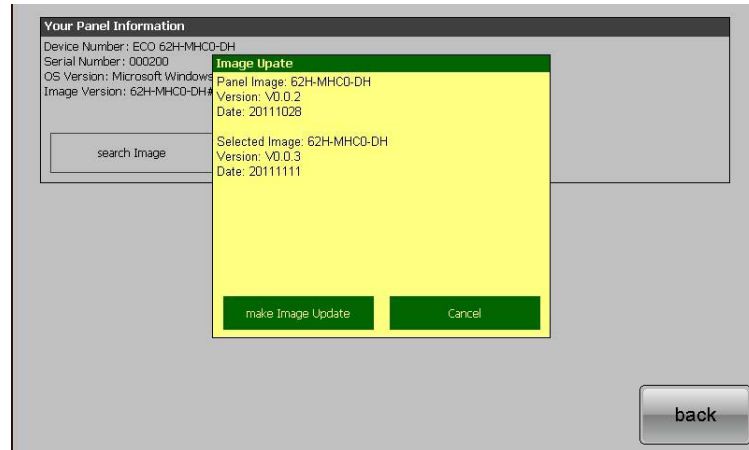 Your Panel Information
Device Number: ECO 62H-MHC0-DH
Serial Number: 000200
OS Version: Microsoft Windows
Image Version: 62H-MHC0-DH#
search Image
Image Upate
Panel Image: 62H-MHC0-DH
Version: V0.0.2
Date: 20111028
Selected Image: 62H-MHC0-DH
Version: V0.0.3
Date: 20111111
make Image Update
Cancel
back